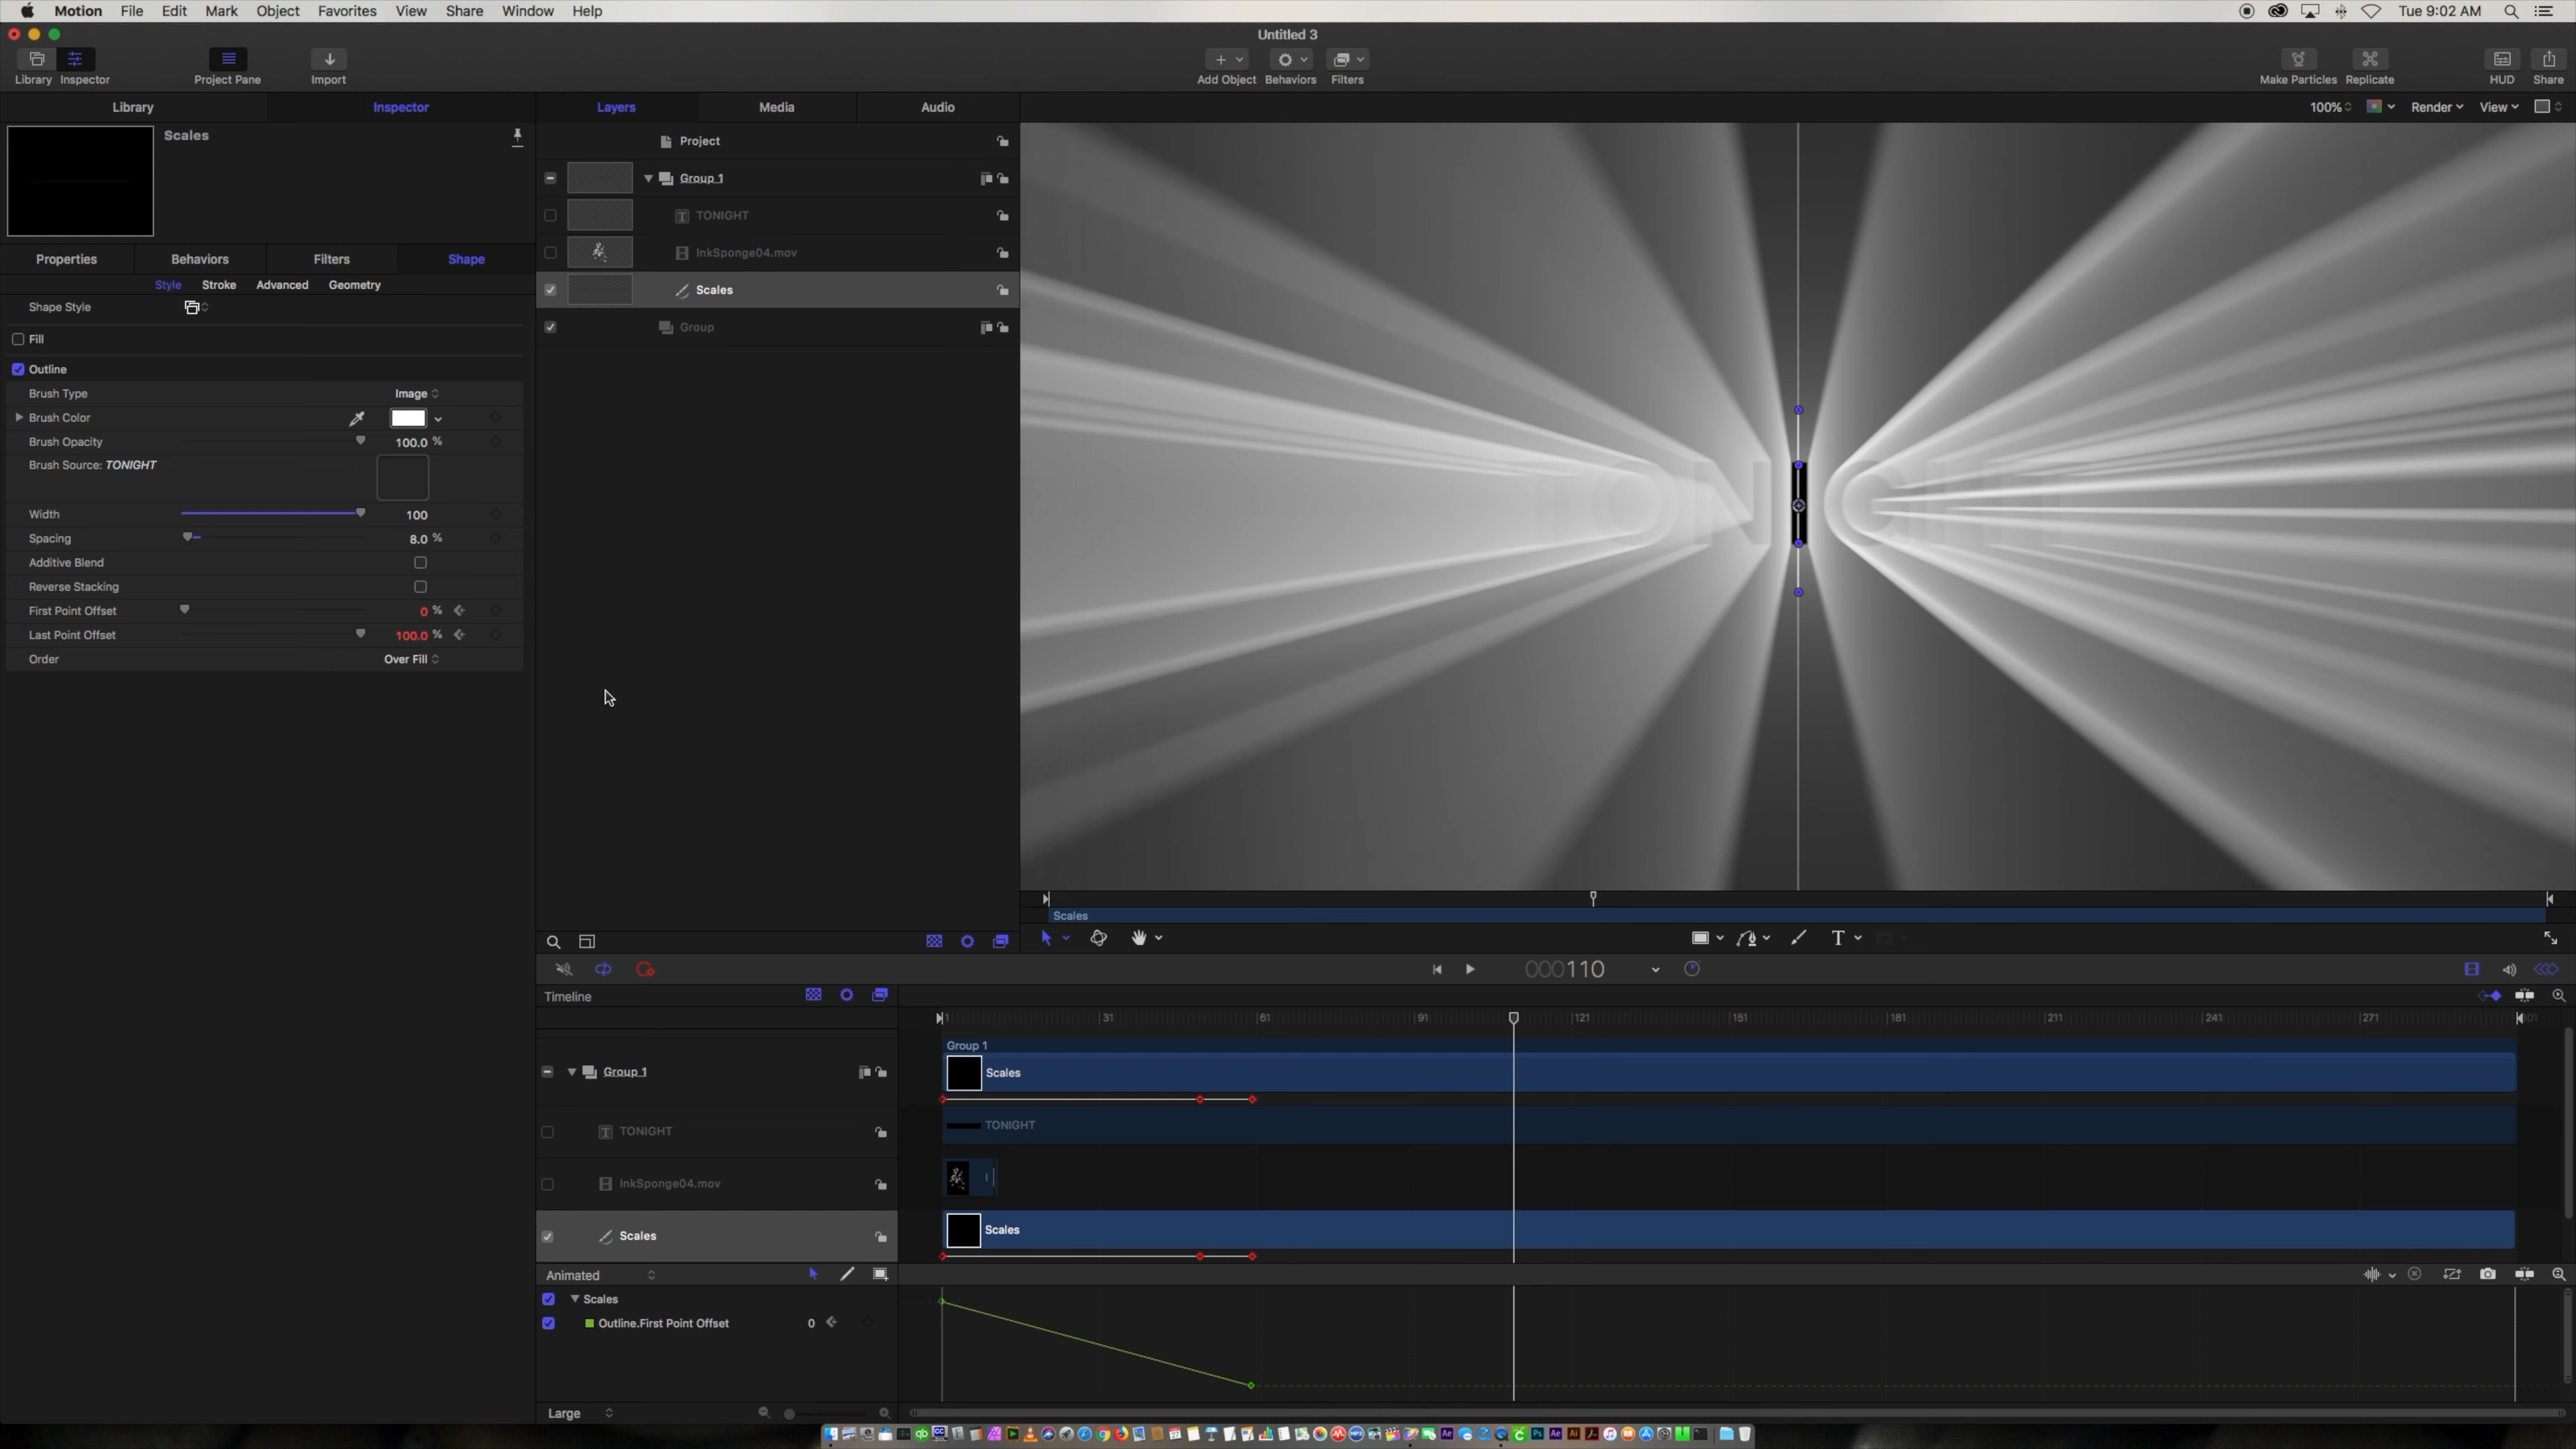 Motion File Edit Mark Object Favorites View Share Window Help Tue 9:02 AM
Untitled 3
Library Inspector Project Pane Import Add Object Behaviors Filters Make Particles Replicate HUD Share
Library Inspector Layers Media Audio 100% Render View
Scales
Project
Group 1
TONIGHT
InkSponge04.mov
Scales
Group
Properties Behaviors Filters Shape
Style Stroke Advanced Geometry
Shape Style
Fill
Outline
Brush Type Image
Brush Color
Brush Opacity 100.0 %
Brush Source: TONIGHT
Width 100
Spacing 8.0 %
Additive Blend
Reverse Stacking
First Point Offset 0 %
Last Point Offset 100.0 %
Order Over Fill
Scales
000110
Timeline
1 31 61 91 121 151 181 211 241 271 301
Group 1
Group 1 Scales
TONIGHT TONIGHT
InkSponge04.mov
Scales Scales
Animated
Scales
Outline.First Point Offset 0
Large